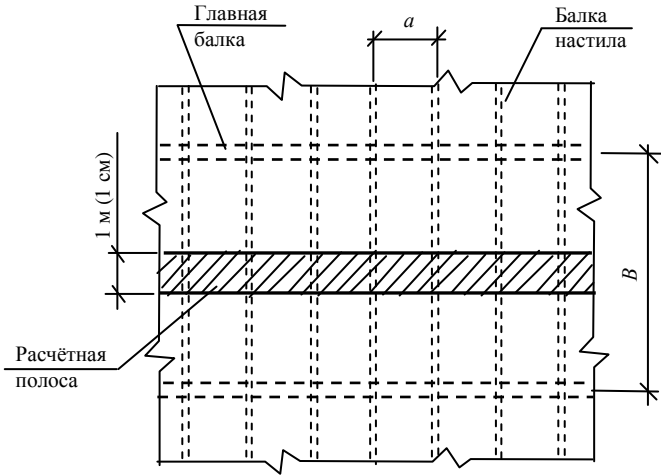 Главная
балка
a
Балка
настила
1 м (1 см)
B
Расчётная
полоса